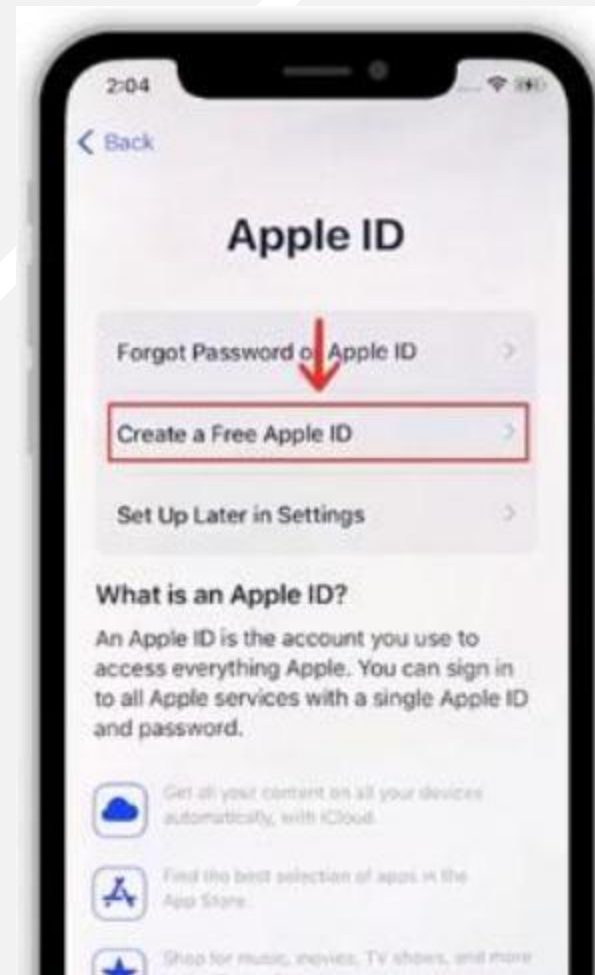 2:04
Back
Apple ID
Forgot Password or Apple ID
Create a Free Apple ID
Set Up Later in Settings
What is an Apple ID?
An Apple ID is the account you use to
access everything Apple. You can sign in
to all Apple services with a single Apple ID
and password.
Get all your content on all your devices
automatically, with iCloud.
Find the best selection of apps in the
App Store.
Shop for music, movies, TV shows, and more